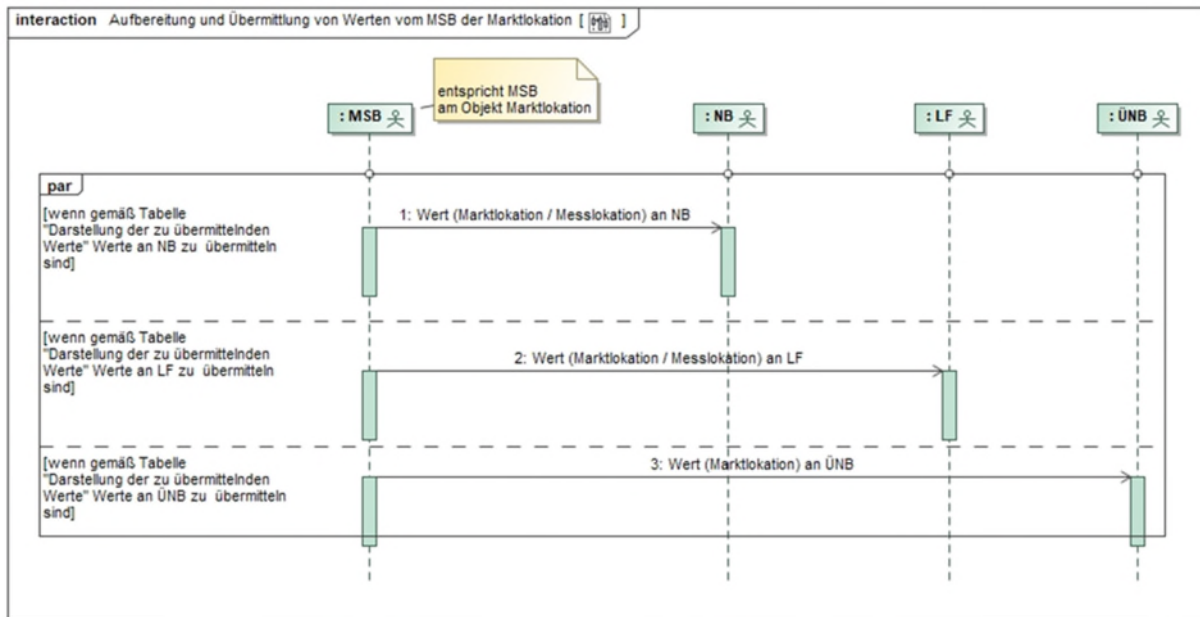 interaction Aufbereitung und Übermittlung von Werten vom MSB der Marktlokation [ ]
entspricht MSB
am Objekt Marktlokation
: MSB
: NB
: LF
: ÜNB
par
[wenn gemäß Tabelle
"Darstellung der zu übermittelnden
Werte" Werte an NB zu übermitteln
sind]
1: Wert (Marktlokation / Messlokation) an NB
[wenn gemäß Tabelle
"Darstellung der zu übermittelnden
Werte" Werte an LF zu übermitteln
sind]
2: Wert (Marktlokation / Messlokation) an LF
[wenn gemäß Tabelle
"Darstellung der zu übermittelnden
Werte" Werte an ÜNB zu übermitteln
sind]
3: Wert (Marktlokation) an ÜNB